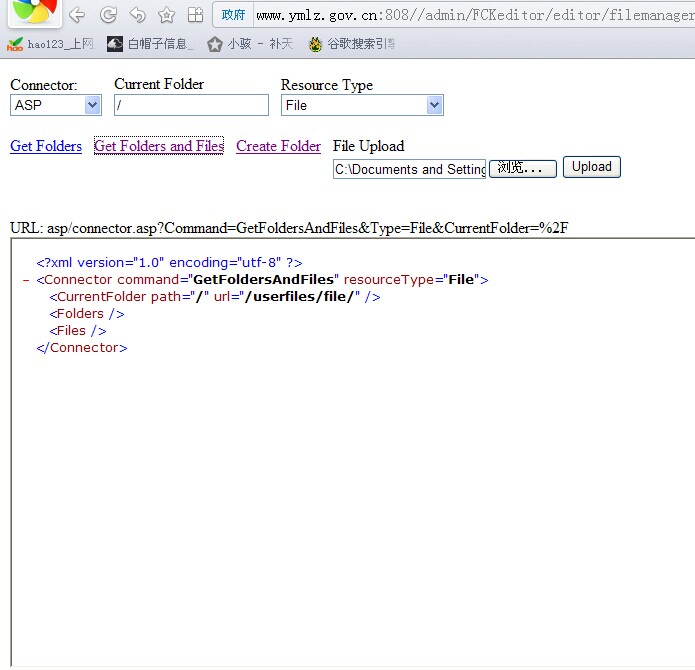 政府 www.ymlz.gov.cn:808//admin/FCKeditor/editor/filemanager
hao123_上网 白帽子信息_ 小骇 - 补天 谷歌搜索引
Connector: Current Folder Resource Type
ASP / File
Get Folders Get Folders and Files Create Folder File Upload
C:\Documents and Setting 浏览... Upload
URL: asp/connector.asp?Command=GetFoldersAndFiles&Type=File&CurrentFolder=%2F
<?xml version="1.0" encoding="utf-8" ?>
- <Connector command="GetFoldersAndFiles" resourceType="File">
<CurrentFolder path="/" url="/userfiles/file/" />
<Folders />
<Files />
</Connector>